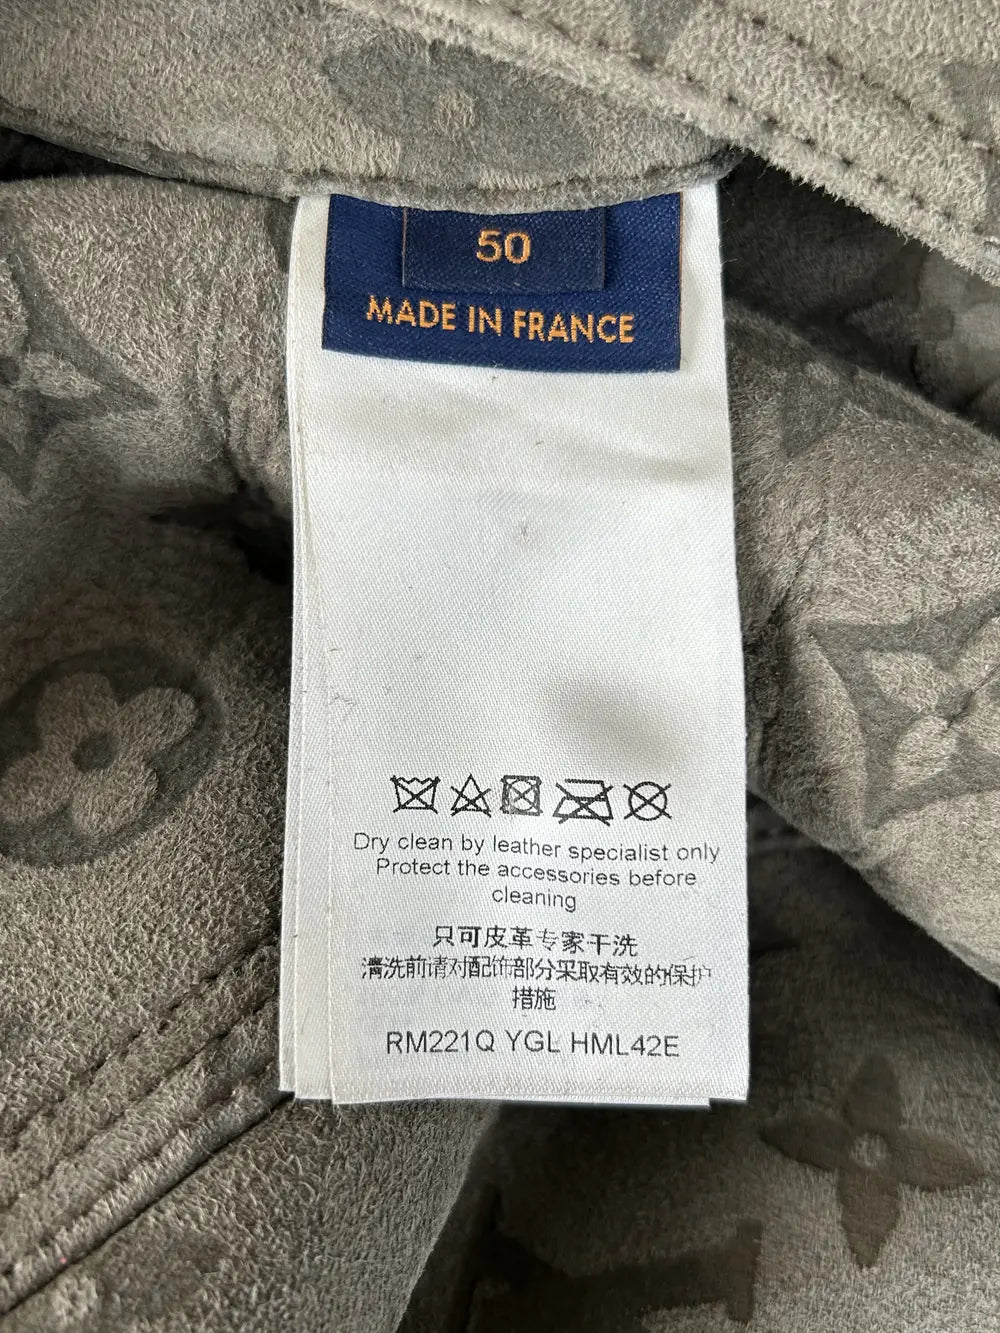 50
MADE IN FRANCE
Dry clean by leather specialist only
Protect the accessories before
cleaning
只可皮革专家干洗
清洗前请对配饰部分采取有效的保护
措施
RM221Q YGL HML42E